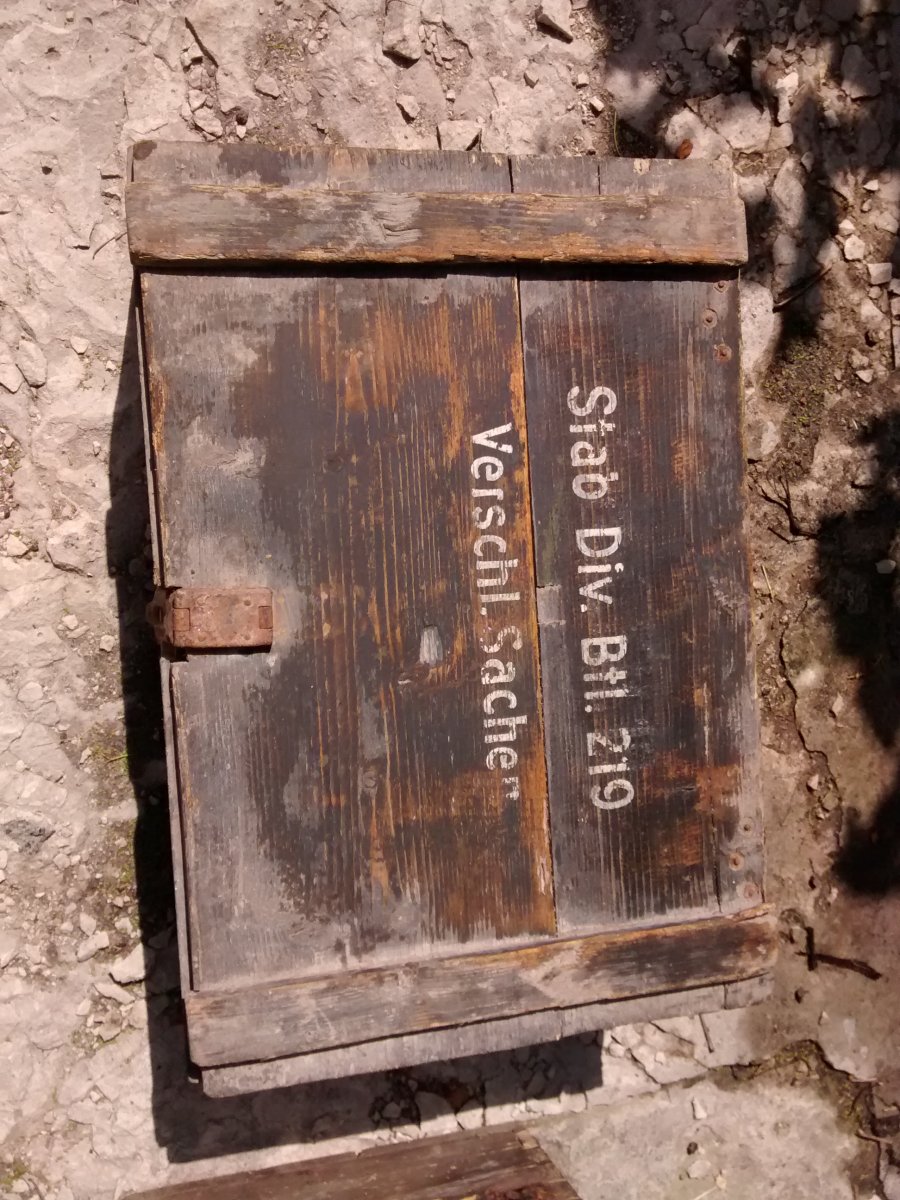 Stab Div. Btl. 219
Verschl. Sachen